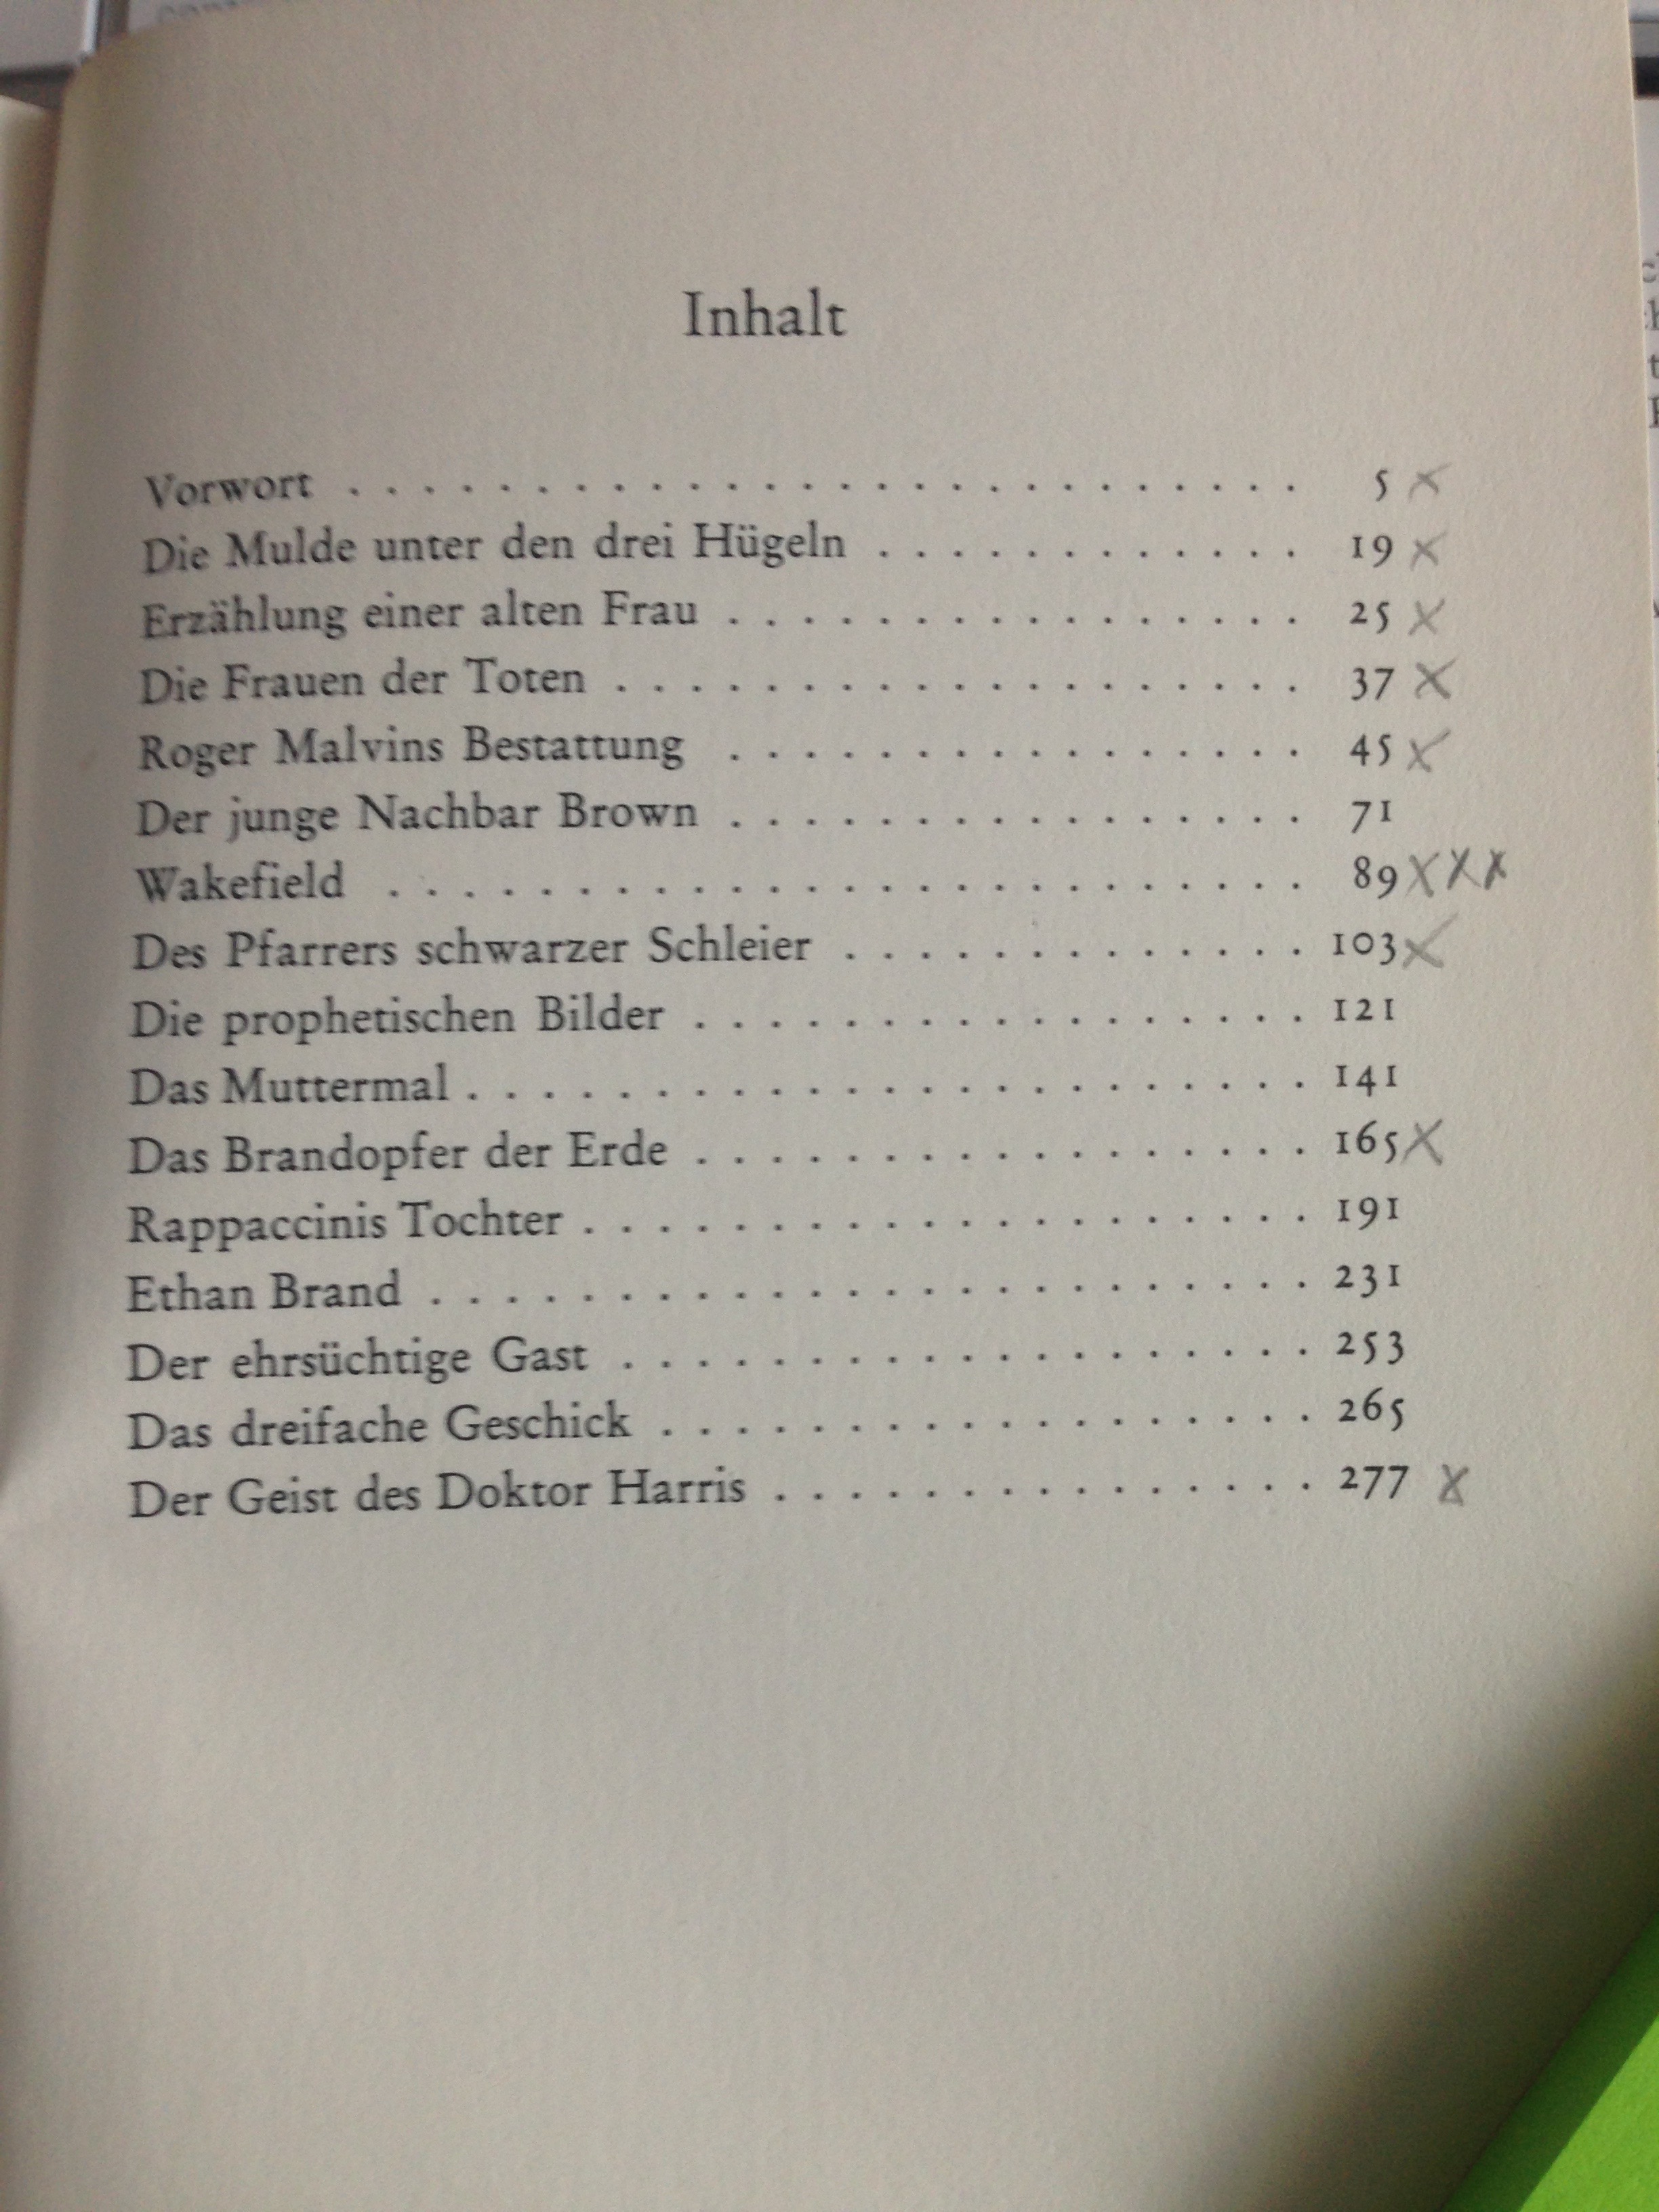 Inhalt
Vorwort . . . . . . . . . . . . . . . . . . . . . . . . . . 5 x
Die Mulde unter den drei Hügeln . . . . . . . . . . . . 19 x
Erzählung einer alten Frau . . . . . . . . . . . . . . . . 25 x
Die Frauen der Toten . . . . . . . . . . . . . . . . . . . 37 x
Roger Malvins Bestattung . . . . . . . . . . . . . . . . 45 x
Der junge Nachbar Brown . . . . . . . . . . . . . . . . 71
Wakefield . . . . . . . . . . . . . . . . . . . . . . . . . 89 x x x
Des Pfarrers schwarzer Schleier . . . . . . . . . . . . . 103 x
Die prophetischen Bilder . . . . . . . . . . . . . . . . . 121
Das Muttermal . . . . . . . . . . . . . . . . . . . . . . . 141
Das Brandopfer der Erde . . . . . . . . . . . . . . . . . 165 x
Rappaccinis Tochter . . . . . . . . . . . . . . . . . . . . 191
Ethan Brand . . . . . . . . . . . . . . . . . . . . . . . . 231
Der ehrsüchtige Gast . . . . . . . . . . . . . . . . . . . 253
Das dreifache Geschick . . . . . . . . . . . . . . . . . . 265
Der Geist des Doktor Harris . . . . . . . . . . . . . . . 277 x